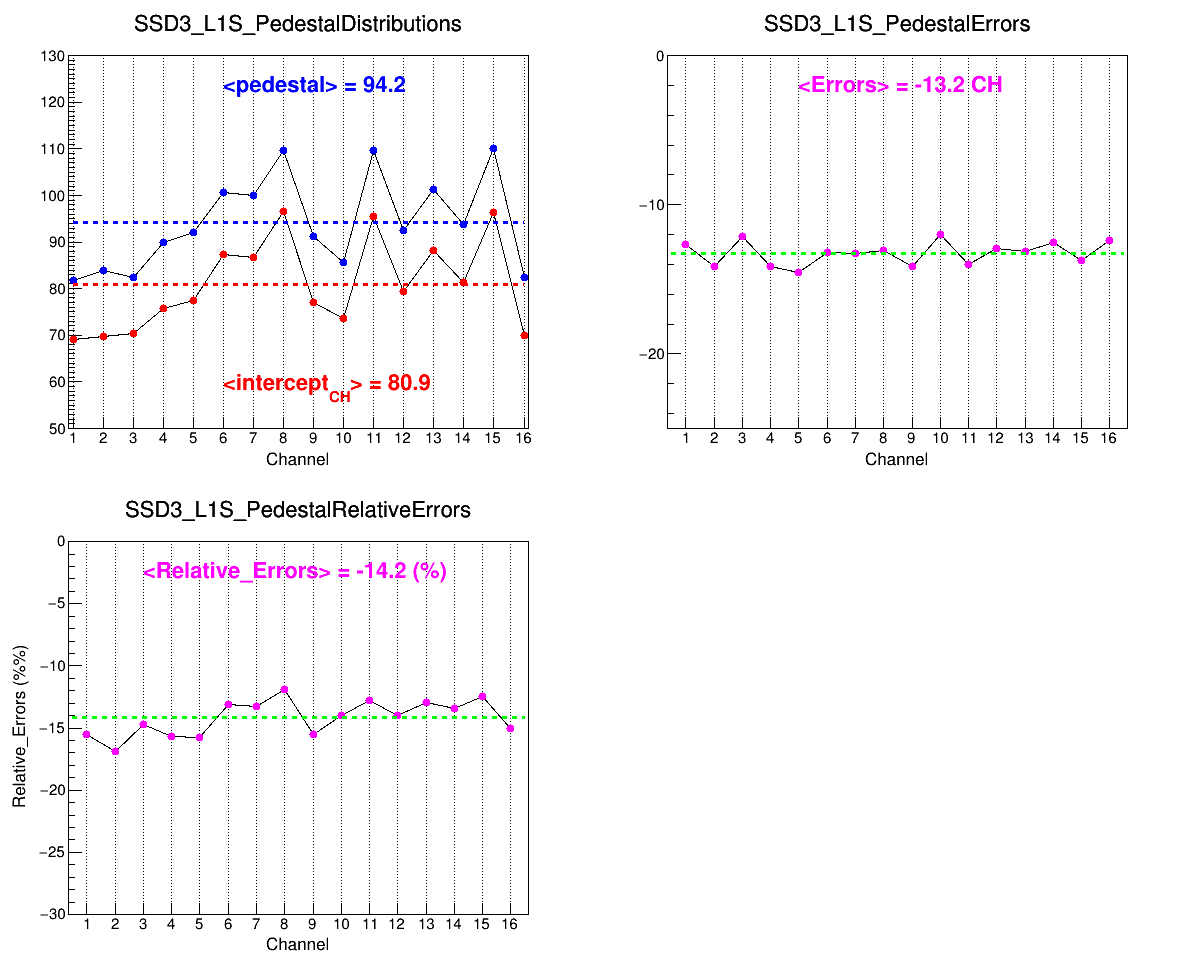 SSD3_L1S_PedestalDistributions
130
120
110
100
90
80
70
60
50
<pedestal> = 94.2
<intercept_CH> = 80.9
1 2 3 4 5 6 7 8 9 10 11 12 13 14 15 16
Channel
SSD3_L1S_PedestalErrors
0
−10
−20
<Errors> = -13.2 CH
1 2 3 4 5 6 7 8 9 10 11 12 13 14 15 16
Channel
SSD3_L1S_PedestalRelativeErrors
Relative_Errors (%%)
0
−5
−10
−15
−20
−25
−30
<Relative_Errors> = -14.2 (%)
1 2 3 4 5 6 7 8 9 10 11 12 13 14 15 16
Channel